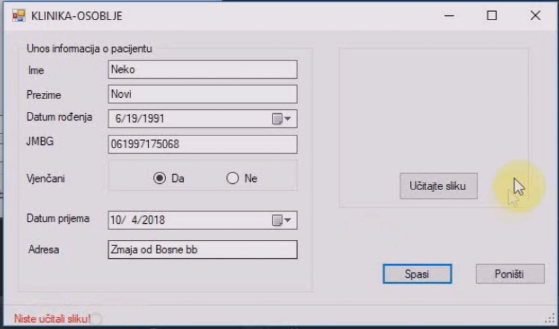 KLINIKA-OSOBLJE
Unos informacija o pacijentu
Ime Neko
Prezime Novi
Datum rođenja 6/19/1991
JMBG 061997175068
Vjenčani Da Ne
Učitajte sliku
Datum prijema 10/ 4/2018
Adresa Zmaja od Bosne bb
Spasi Poništi
Niste učitali sliku!